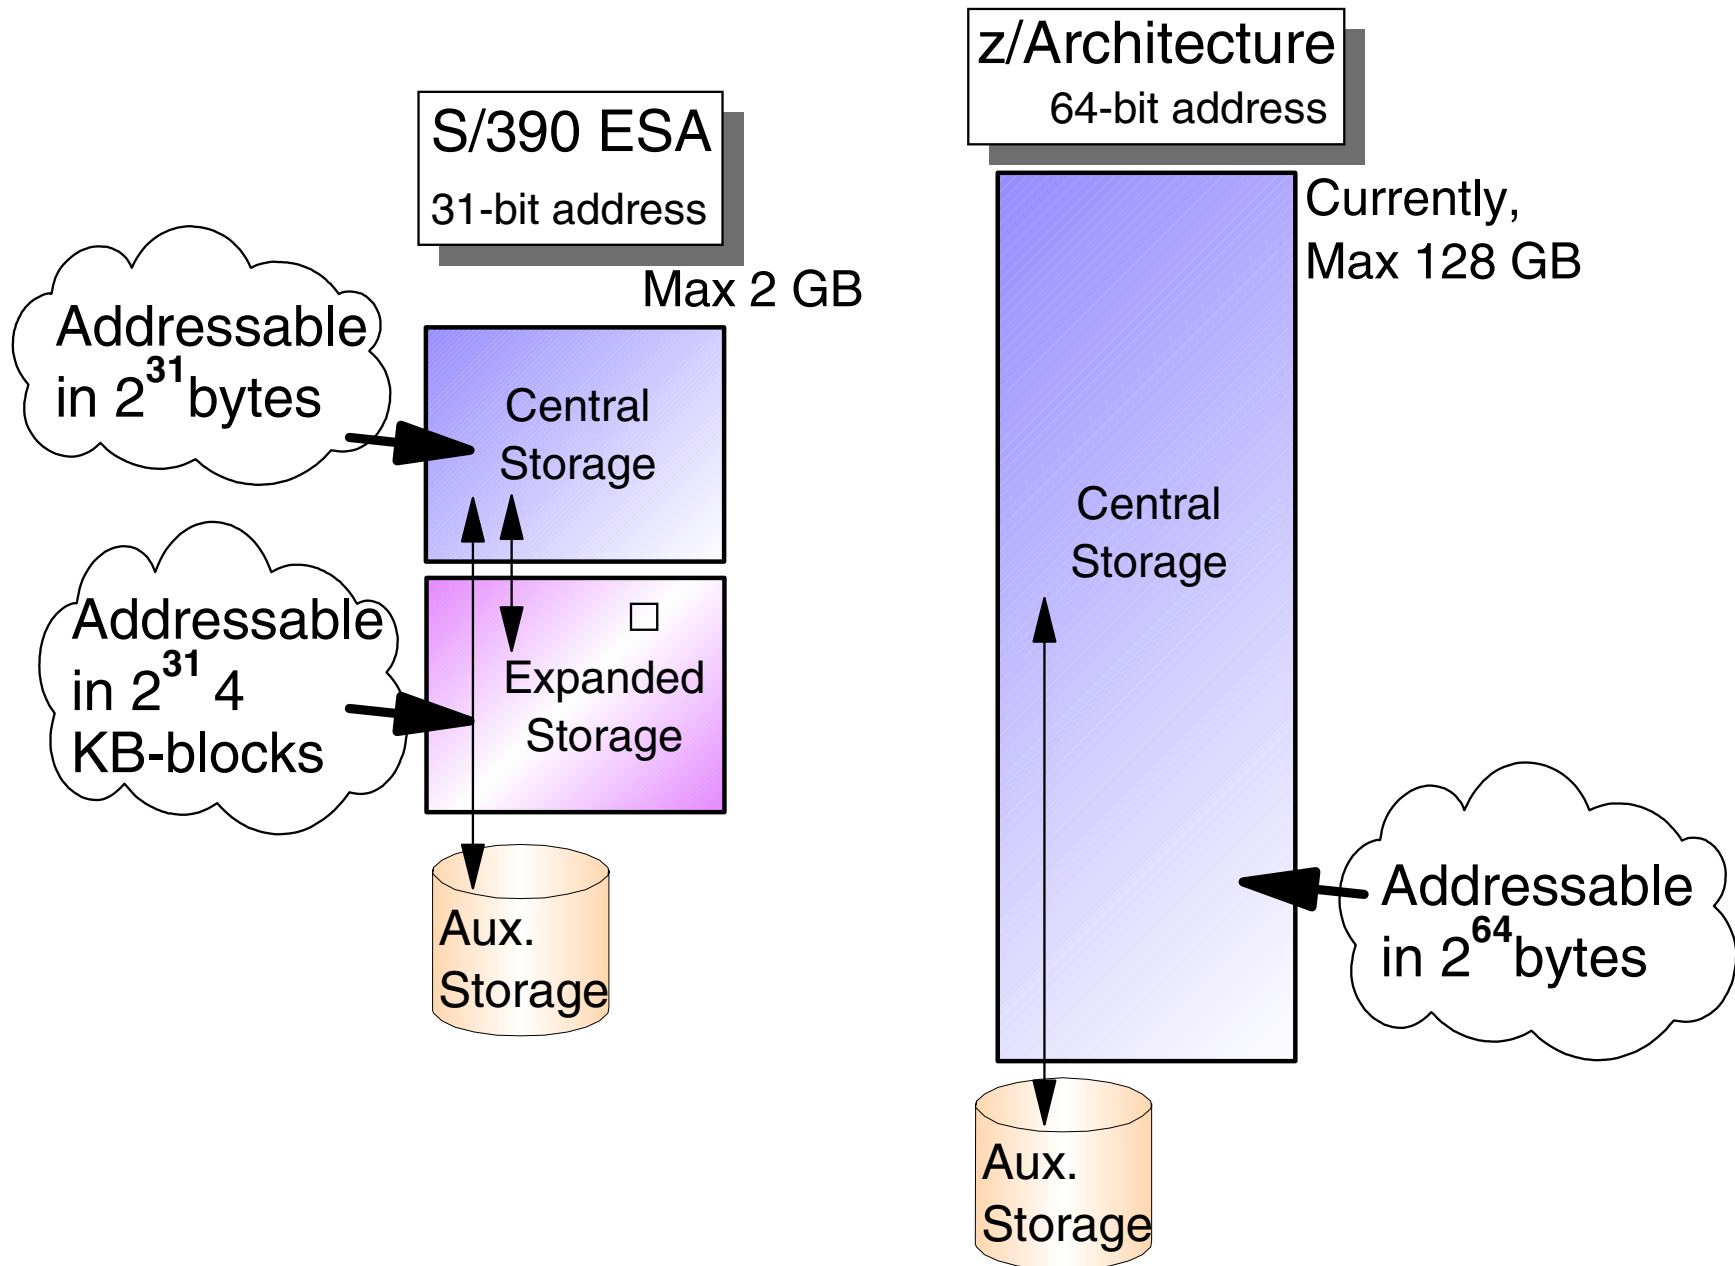 S/390 ESA
31-bit address
Max 2 GB
Addressable
in 2³¹ bytes
Central
Storage
Addressable
in 2³¹ 4
KB-blocks
Expanded
Storage
Aux.
Storage
z/Architecture
64-bit address
Currently,
Max 128 GB
Central
Storage
Addressable
in 2⁶⁴ bytes
Aux.
Storage